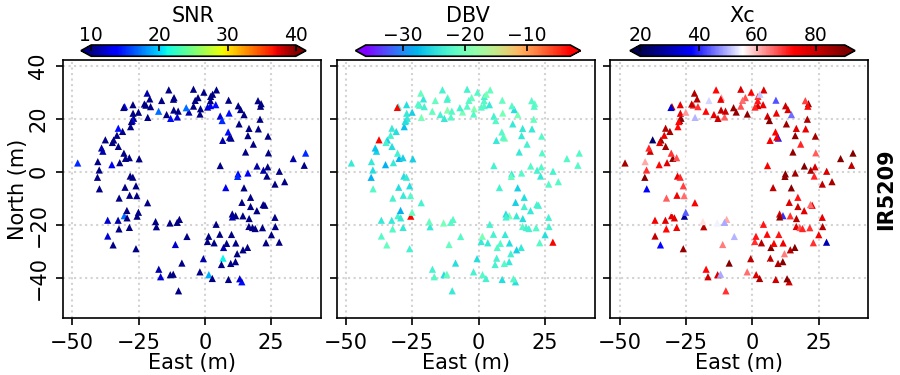 SNR DBV Xc
10 20 30 40 −30 −20 −10 20 40 60 80
40
20
0
−20
−40
North (m)
−50 −25 0 25 −50 −25 0 25 −50 −25 0 25
East (m) East (m) East (m)
IR5209